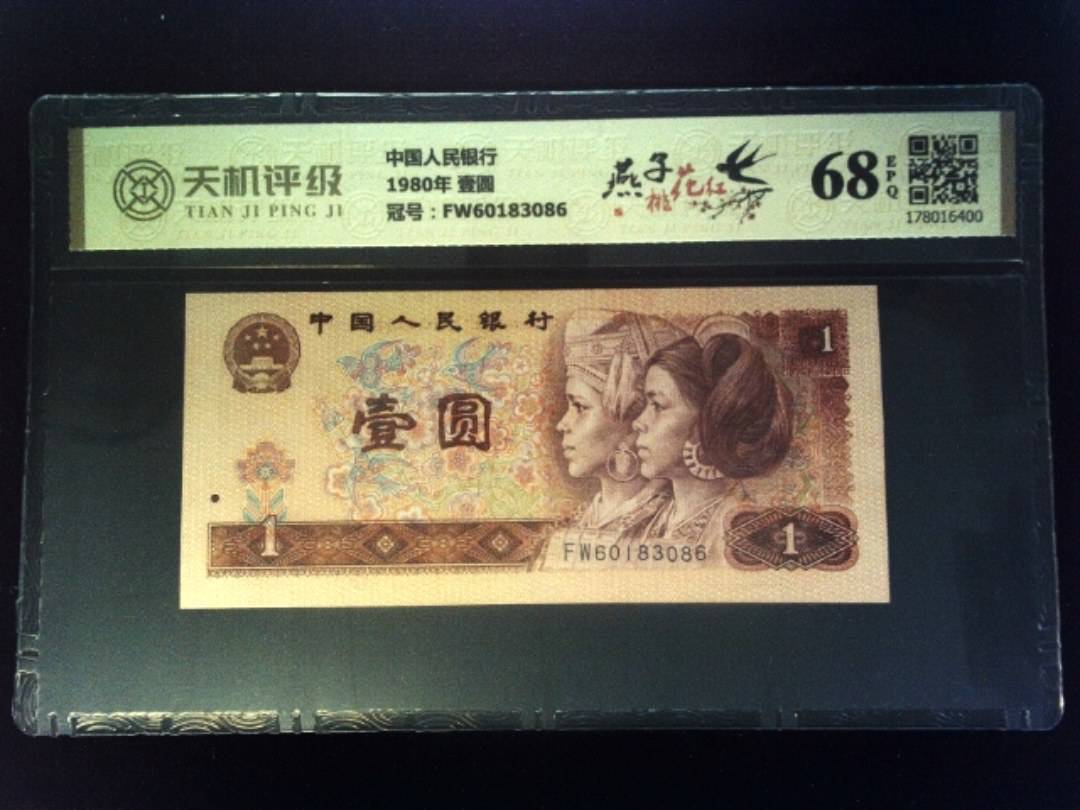 天机评级
TIAN JI PING JI
中国人民银行
1980年 壹圆
冠号：FW60183086
燕子
桃花红
68
EPQ
178016400
中国人民银行
1
壹圆
1
FW60183086
1